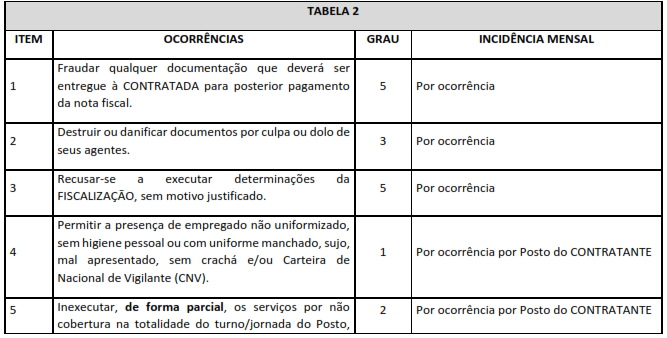 TABELA 2
ITEM OCORRÊNCIAS GRAU INCIDÊNCIA MENSAL
1 Fraudar qualquer documentação que deverá ser entregue à CONTRATADA para posterior pagamento da nota fiscal. 5 Por ocorrência
2 Destruir ou danificar documentos por culpa ou dolo de seus agentes. 3 Por ocorrência
3 Recusar-se a executar determinações da FISCALIZAÇÃO, sem motivo justificado. 5 Por ocorrência
4 Permitir a presença de empregado não uniformizado, sem higiene pessoal ou com uniforme manchado, sujo, mal apresentado, sem crachá e/ou Carteira de Nacional de Vigilante (CNV). 1 Por ocorrência por Posto do CONTRATANTE
5 Inexecutar, de forma parcial, os serviços por não cobertura na totalidade do turno/jornada do Posto, 2 Por ocorrência por Posto do CONTRATANTE